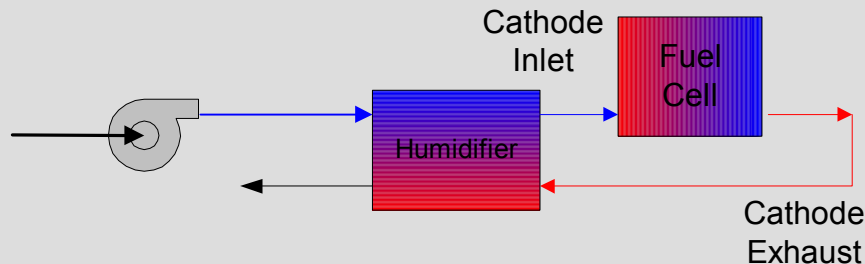 Cathode
Inlet
Fuel
Cell
Humidifier
Cathode
Exhaust